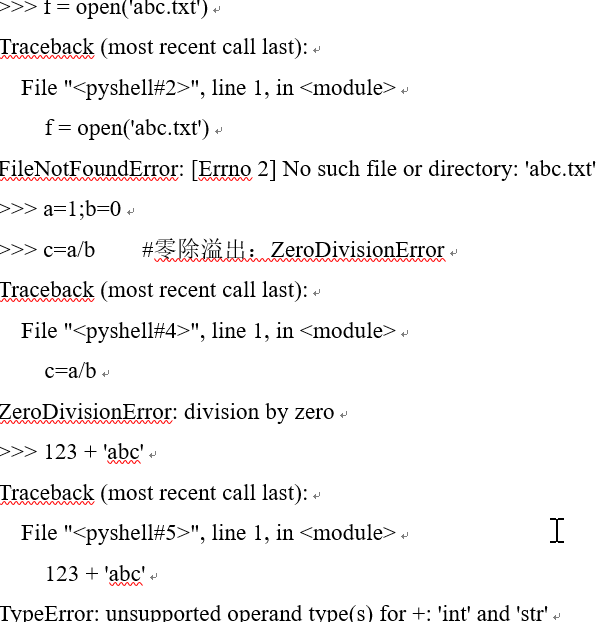 >>> f = open('abc.txt')
Traceback (most recent call last):
File "<pyshell#2>", line 1, in <module>
f = open('abc.txt')
FileNotFoundError: [Errno 2] No such file or directory: 'abc.txt'
>>> a=1;b=0
>>> c=a/b #零除溢出：ZeroDivisionError
Traceback (most recent call last):
File "<pyshell#4>", line 1, in <module>
c=a/b
ZeroDivisionError: division by zero
>>> 123 + 'abc'
Traceback (most recent call last):
File "<pyshell#5>", line 1, in <module>
123 + 'abc'
TypeError: unsupported operand type(s) for +: 'int' and 'str'